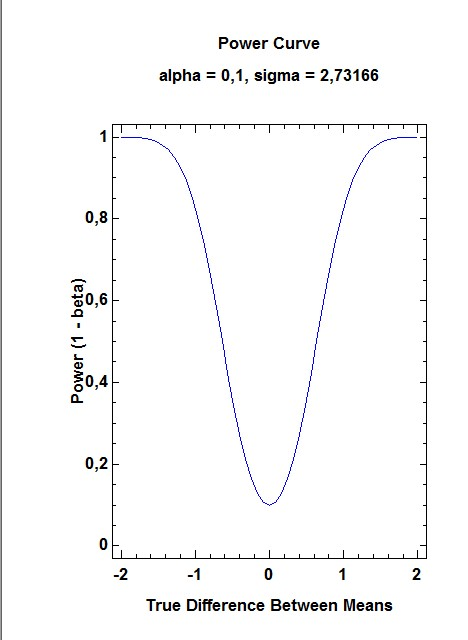 Power Curve
alpha = 0,1, sigma = 2,73166
1
0,8
0,6
0,4
0,2
0
Power (1 - beta)
-2 -1 0 1 2
True Difference Between Means